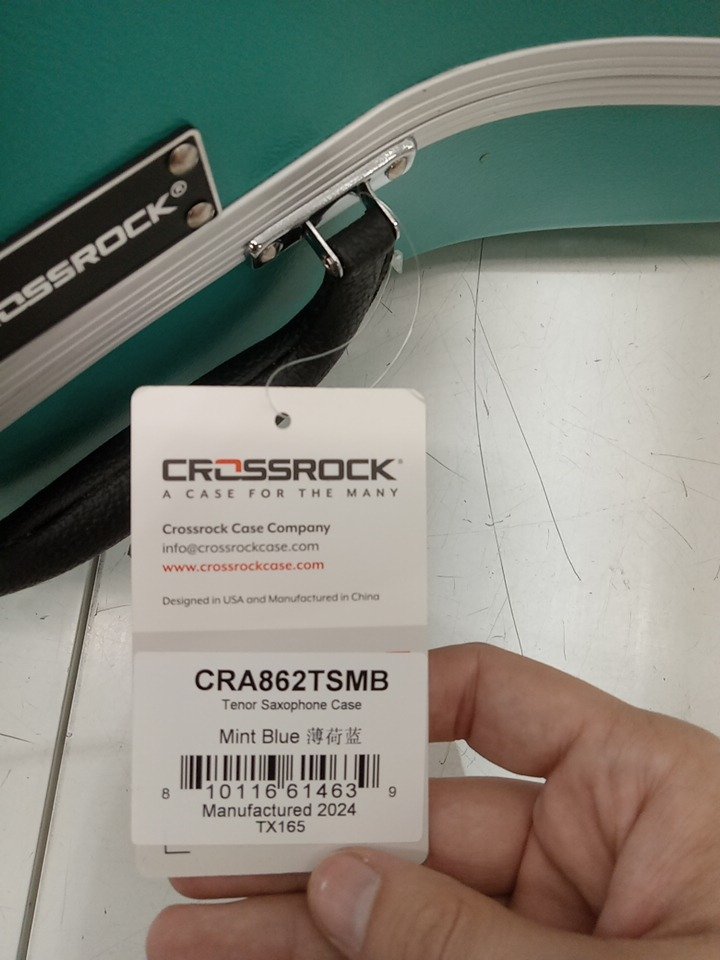 CROSSROCK®
CROSSROCK®
A CASE FOR THE MANY
Crossrock Case Company
info@crossrockcase.com
www.crossrockcase.com
Designed in USA and Manufactured in China
CRA862TSMB
Tenor Saxophone Case
Mint Blue 薄荷蓝
8 10116 61463 9
Manufactured 2024
TX165